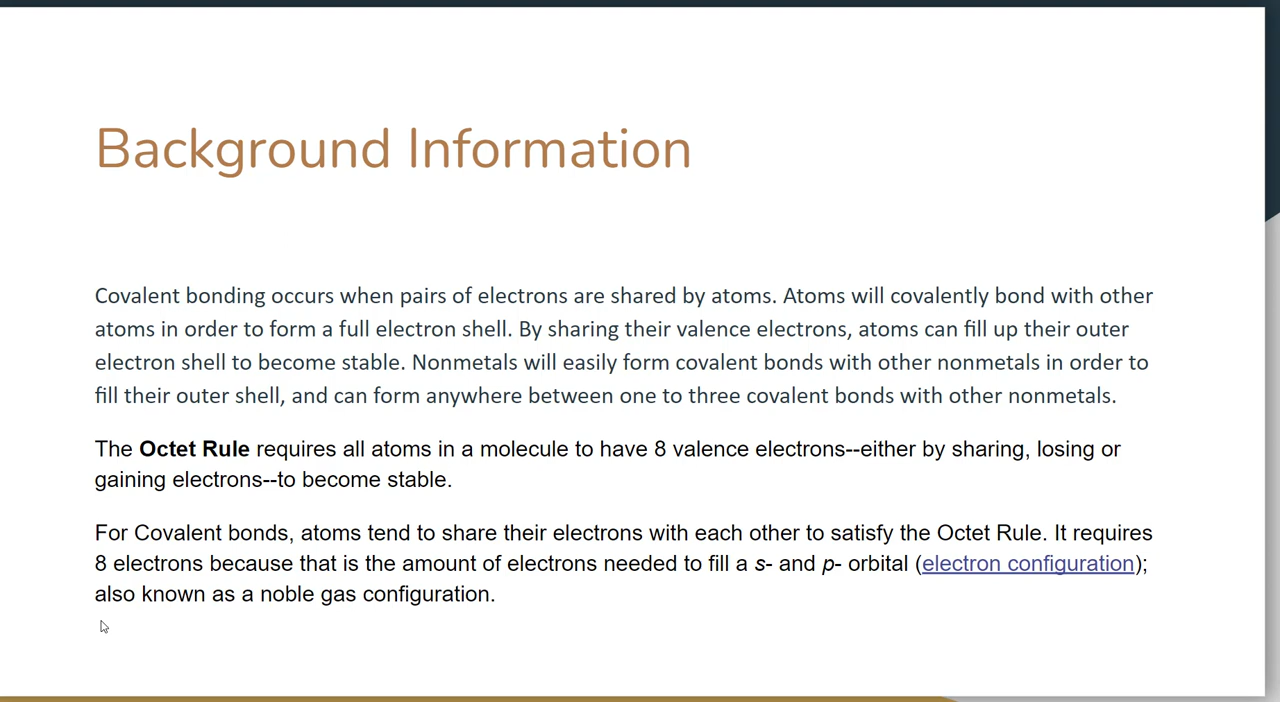 Background Information
Covalent bonding occurs when pairs of electrons are shared by atoms. Atoms will covalently bond with other
atoms in order to form a full electron shell. By sharing their valence electrons, atoms can fill up their outer
electron shell to become stable. Nonmetals will easily form covalent bonds with other nonmetals in order to
fill their outer shell, and can form anywhere between one to three covalent bonds with other nonmetals.
The Octet Rule requires all atoms in a molecule to have 8 valence electrons--either by sharing, losing or
gaining electrons--to become stable.
For Covalent bonds, atoms tend to share their electrons with each other to satisfy the Octet Rule. It requires
8 electrons because that is the amount of electrons needed to fill a s- and p- orbital (electron configuration);
also known as a noble gas configuration.